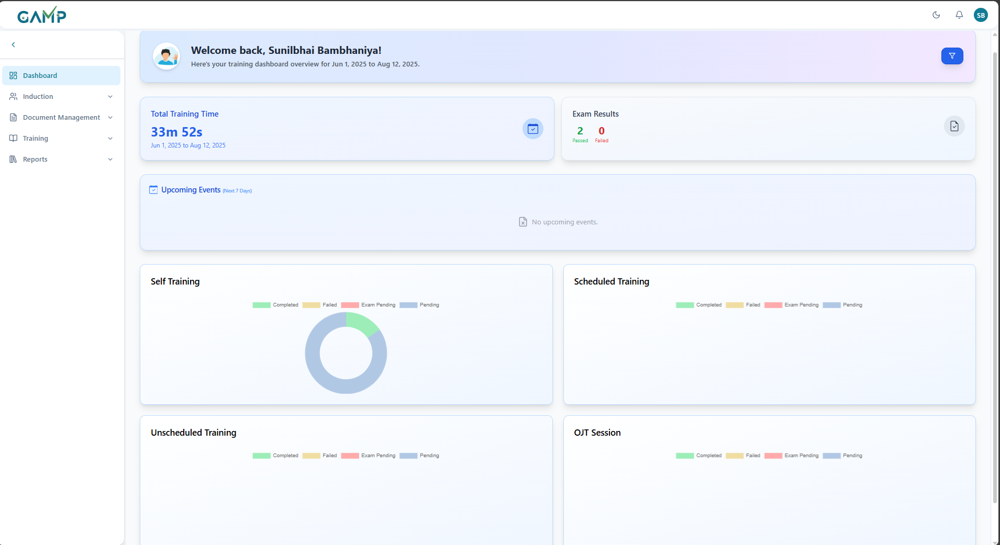 GAMP
SB
Dashboard
Induction
Document Management
Training
Reports
Welcome back, Sunilbhai Bambhaniya!
Here's your training dashboard overview for Jun 1, 2025 to Aug 12, 2025.
Total Training Time
33m 52s
Jun 1, 2025 to Aug 12, 2025
Exam Results
2 0
Passed Failed
Upcoming Events (Next 7 Days)
No upcoming events.
Self Training
Completed Failed Exam Pending Pending
Scheduled Training
Completed Failed Exam Pending Pending
Unscheduled Training
Completed Failed Exam Pending Pending
OJT Session
Completed Failed Exam Pending Pending